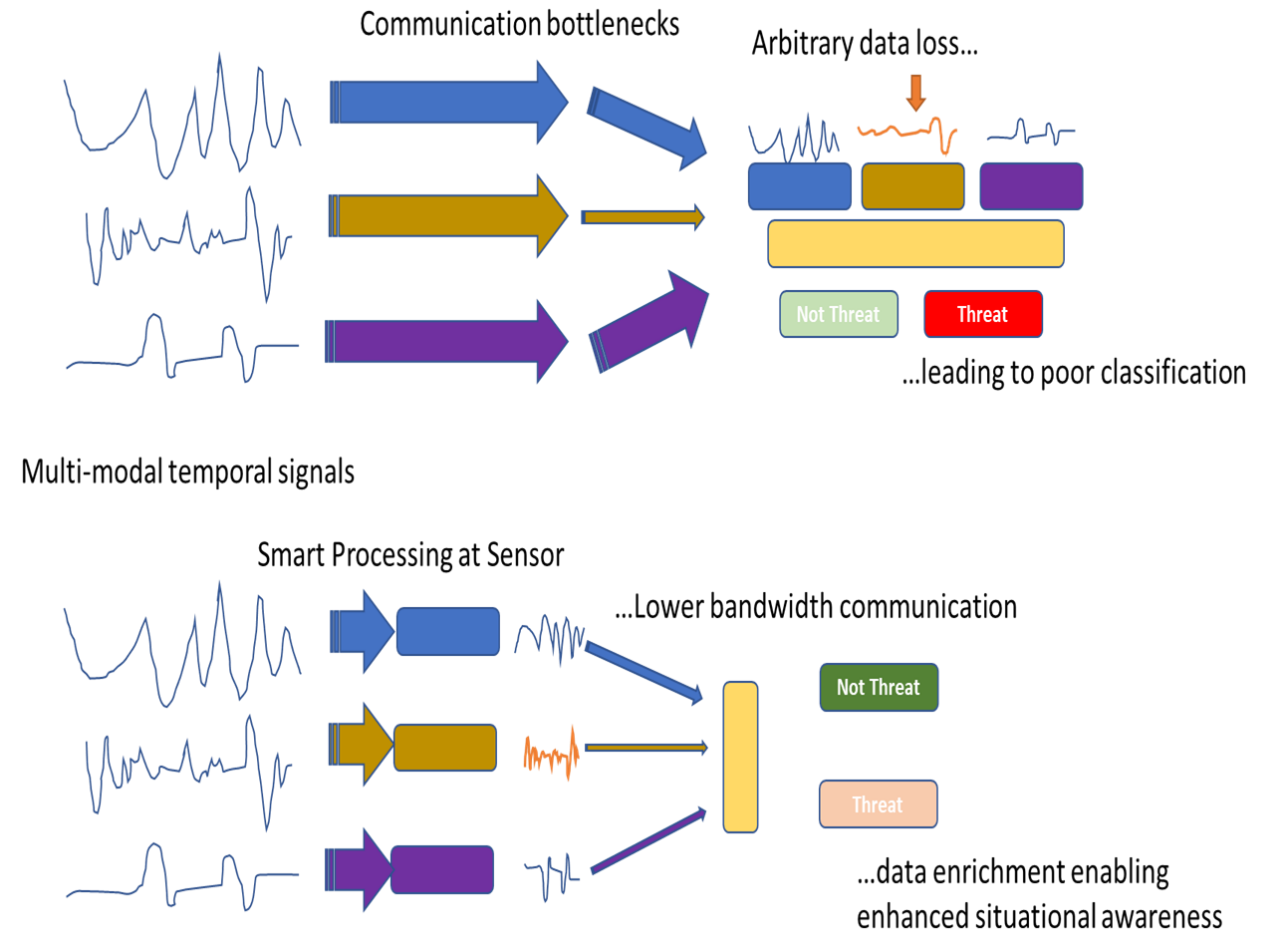 Communication bottlenecks
Arbitrary data loss...
Not Threat
Threat
...leading to poor classification
Multi-modal temporal signals
Smart Processing at Sensor
...Lower bandwidth communication
Not Threat
Threat
...data enrichment enabling
enhanced situational awareness